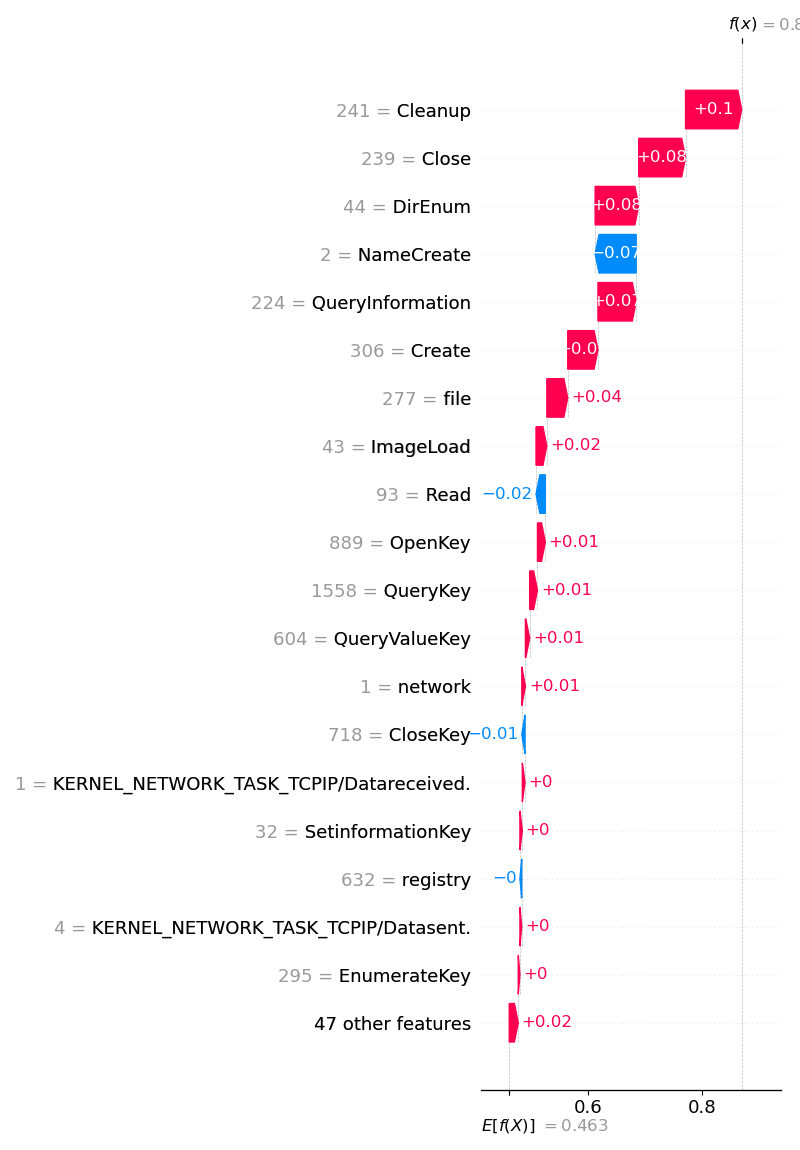 f(x) = 0.8
241 = Cleanup +0.1
239 = Close +0.08
44 = DirEnum +0.08
2 = NameCreate −0.07
224 = QueryInformation +0.07
306 = Create
277 = file +0.04
43 = ImageLoad +0.02
93 = Read −0.02
889 = OpenKey +0.01
1558 = QueryKey +0.01
604 = QueryValueKey +0.01
1 = network +0.01
718 = CloseKey −0.01
1 = KERNEL_NETWORK_TASK_TCPIP/Datareceived. +0
32 = SetinformationKey +0
632 = registry −0
4 = KERNEL_NETWORK_TASK_TCPIP/Datasent. +0
295 = EnumerateKey +0
47 other features +0.02
0.6 0.8
E[f(X)] = 0.463